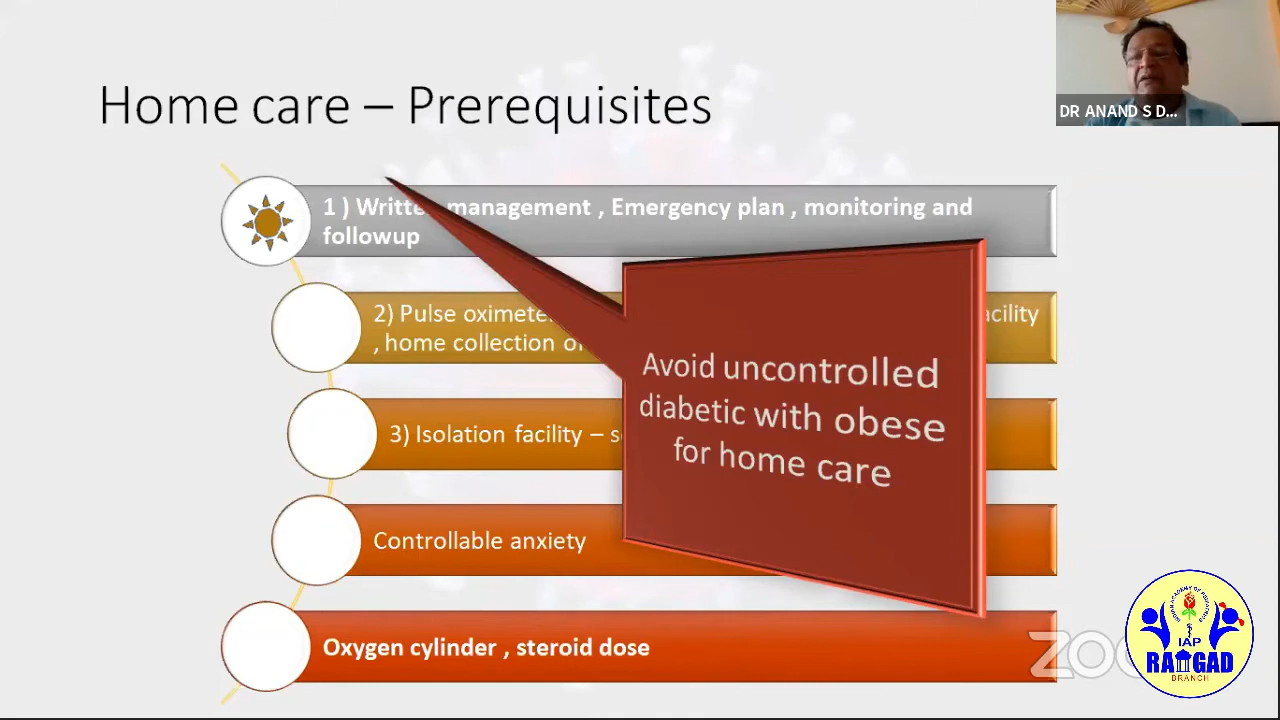 DR ANAND S D...
Home care – Prerequisites
1 ) Written management , Emergency plan , monitoring and
followup
2) Pulse oximete
acility
, home collection of
3) Isolation facility – s
Avoid uncontrolled
diabetic with obese
for home care
Controllable anxiety
Oxygen cylinder , steroid dose
IAP
RAIGAD
BRANCH